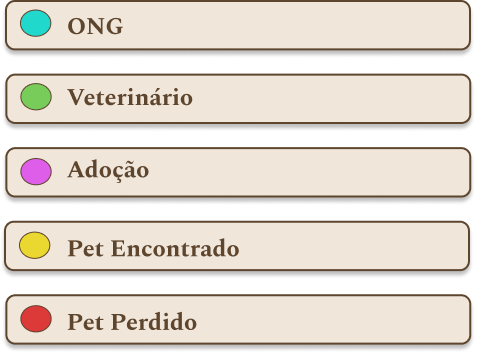 ONG
Veterinário
Adoção
Pet Encontrado
Pet Perdido